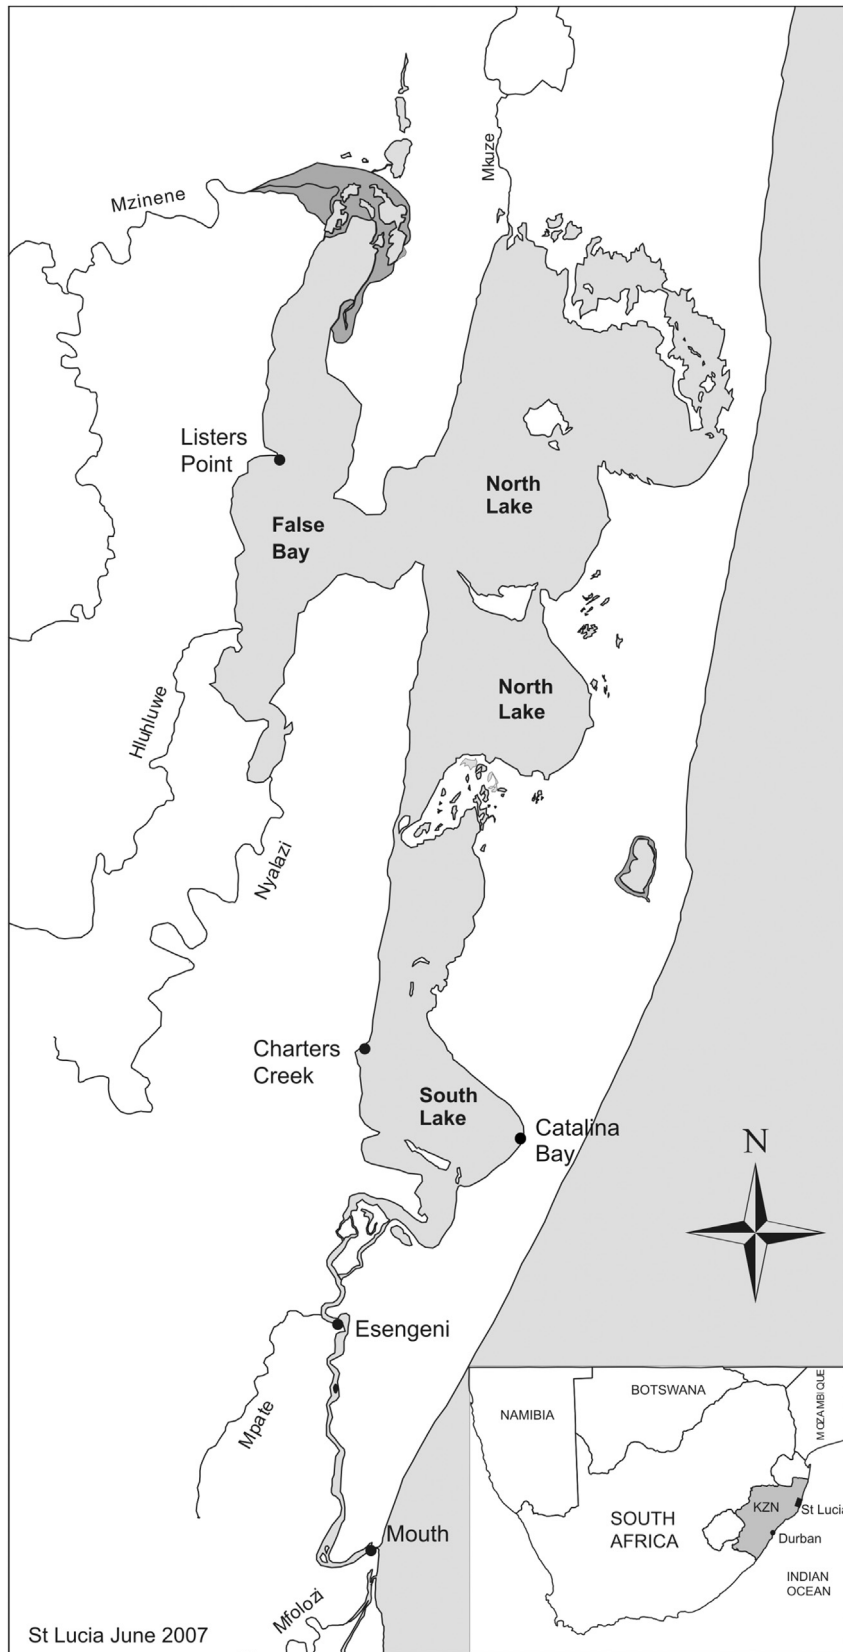 Mkuze
Mzinene
Listers
Point
North
Lake
False
Bay
North
Lake
Hluhluwe
Nyalazi
Charters
Creek
South
Lake
Catalina
Bay
N
Esengeni
Mpate
Mouth
Mfolozi
St Lucia June 2007
NAMIBIA
BOTSWANA
MOZAMBIQUE
SOUTH
AFRICA
KZN
St Lucia
Durban
INDIAN
OCEAN